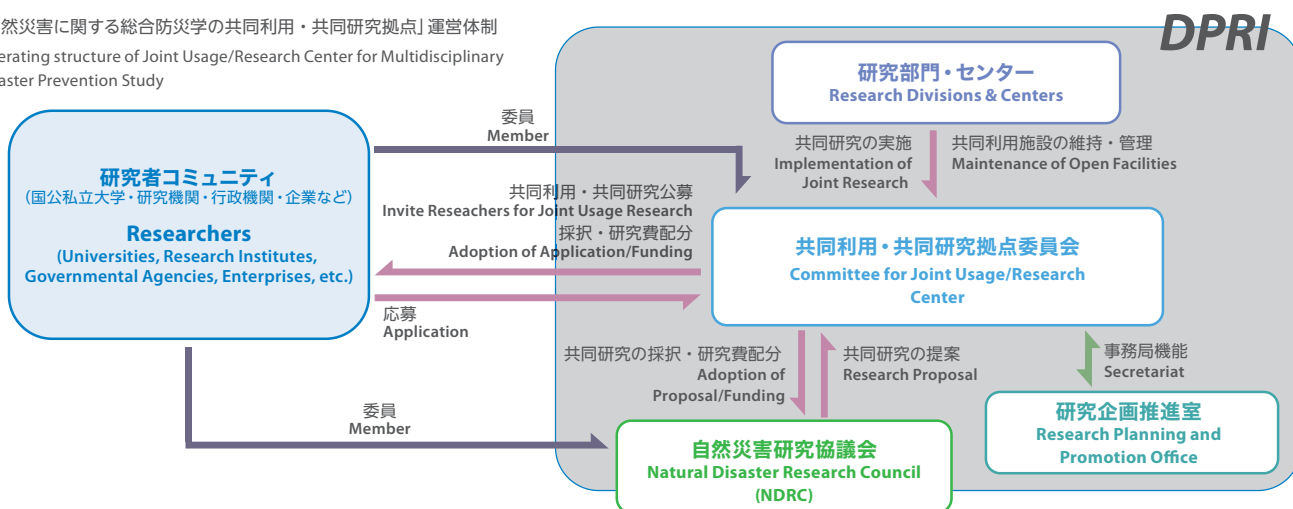 然災害に関する総合防災学の共同利用・共同研究拠点」運営体制
erating structure of Joint Usage/Research Center for Multidisciplinary
aster Prevention Study
DPRI
研究部門・センター
Research Divisions & Centers
委員
Member
共同研究の実施
Implementation of
Joint Research
共同利用施設の維持・管理
Maintenance of Open Facilities
研究者コミュニティ
（国公私立大学・研究機関・行政機関・企業など）
Researchers
(Universities, Research Institutes,
Governmental Agencies, Enterprises, etc.)
共同利用・共同研究公募
Invite Reseachers for Joint Usage Research
採択・研究費配分
Adoption of Application/Funding
共同利用・共同研究拠点委員会
Committee for Joint Usage/Research
Center
応募
Application
共同研究の採択・研究費配分
Adoption of
Proposal/Funding
共同研究の提案
Research Proposal
事務局機能
Secretariat
委員
Member
自然災害研究協議会
Natural Disaster Research Council
(NDRC)
研究企画推進室
Research Planning and
Promotion Office